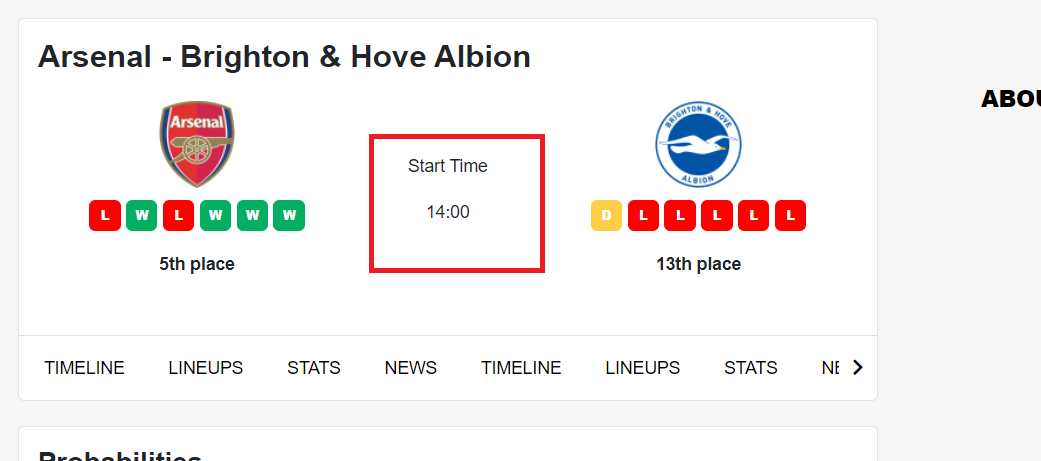 Arsenal - Brighton & Hove Albion
ABOU
Arsenal
BRIGHTON & HOVE
ALBION
Start Time
14:00
L W L W W W
D L L L L L
5th place
13th place
TIMELINE LINEUPS STATS NEWS TIMELINE LINEUPS STATS NE
Probabilities